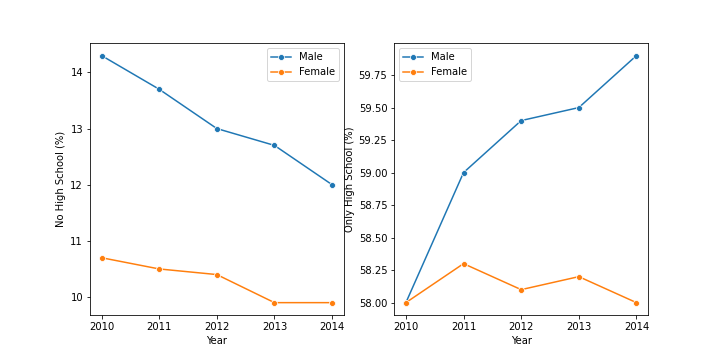 No High School (%)
14
13
12
11
10
Male
Female
2010 2011 2012 2013 2014
Year
Only High School (%)
59.75
59.50
59.25
59.00
58.75
58.50
58.25
58.00
Male
Female
2010 2011 2012 2013 2014
Year